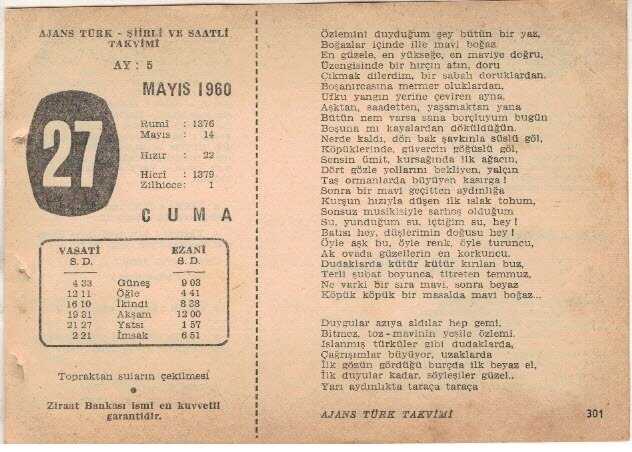 AJANS TÜRK - ŞİİRLİ VE SAATLİ
TAKVİMİ
AY : 5
MAYIS 1960
27
Rumî : 1376
Mayıs : 14
Hızır : 22
Hicrî : 1379
Zilhicce: 1
CUMA
VASATİ EZANİ
S. D. S. D.
4 33 Güneş 9 03
12 11 Öğle 4 41
16 10 İkindi 8 38
19 31 Akşam 12 00
21 27 Yatsı 1 57
2 21 İmsak 6 51
Topraktan suların çekilmesi
Ziraat Bankası ismi en kuvvetli
garantidir.
Özlemini duyduğum şey bütün bir yaz,
Boğazlar içinde ille mavi boğaz
En güzele, en yükseğe, en maviye doğru,
Üzengisinde bir hırçın atın, doru
Çıkmak dilerdim, bir sabah doruklardan.
Boşanırcasına mermer oluklardan.
Ufku yangın yerine çeviren ayna,
Aşktan, saadetten, yaşamaktan yana
Bütün nem varsa sana borçluyum bugün
Boşuna mı kayalardan döküldüğün.
Nerde kaldı, dön bak şavkınla süslü göl,
Köpüklerinde, güvercin göğüslü göl,
Sensin ümit, kursağında ilk ağacın,
Dört gözle yollarını bekliyen, yalçın
Taş ormanlarda büyüyen kasırga!
Sonra bir mavi geçitten aydınlığa
Kurşun hızıyla düşen ilk ıslak tohum,
Sonsuz musikisiyle sarhoş olduğum
Su, yunduğum su, içtiğim su, hey!
Batısı hey, düşlerimin doğusu hey!
Öyle aşk bu, öyle renk, öyle turuncu,
Ak ovada güzellerin en korkuncu.
Dudaklarda kütür kütür kırılan buz,
Terli şubat boyunca, titreten temmuz,
Ne varki bir sıra mavi, sonra beyaz
Köpük köpük bir masalda mavi boğaz...
Duygular azıya aldılar hep gemi.
Bitmez, toz-mavinin yeşile özlemi.
Islanmış türküler gibi dudaklarda,
Çağrışımlar büyüyor, uzaklarda
İlk gözün gördüğü burçda ilk beyaz el,
İlk duyular kadar, söyleşiler güzel..
Yarı aydınlıkta taraça taraça
AJANS TÜRK TAKVİMİ 301